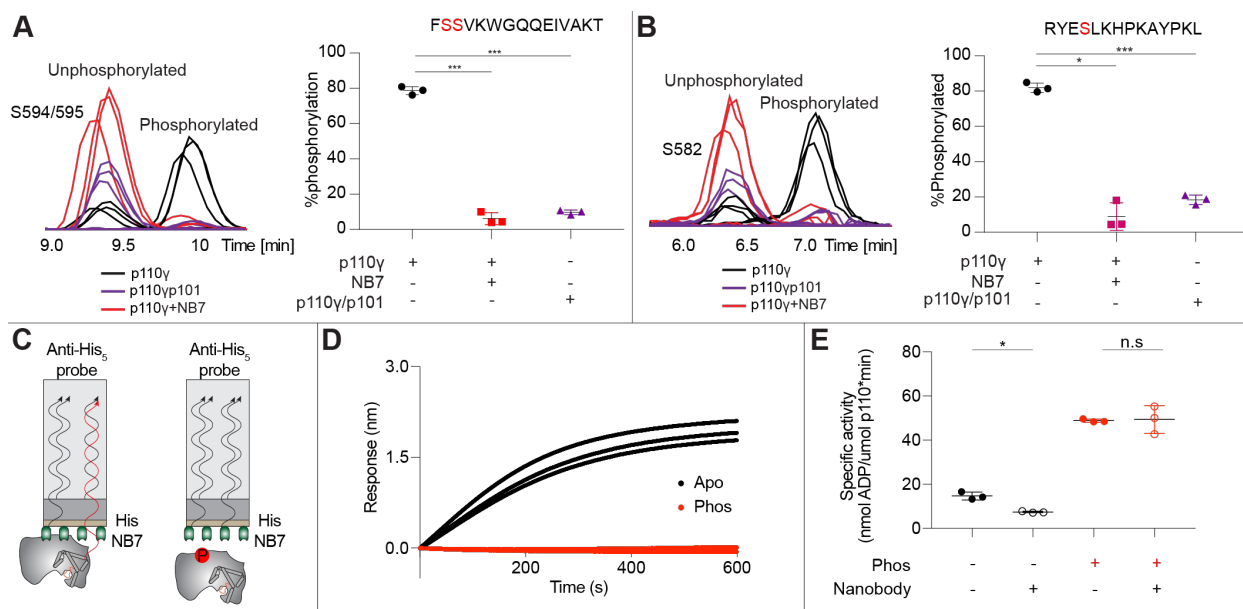 A
FSSVKWGQQEIVAKT
Unphosphorylated
S594/595
Phosphorylated
9.0 9.5 10 Time [min]
p110γ
p110γp101
p110γ+NB7
%phosphorylation
100
80
60
40
20
0
***
***
p110γ + + -
NB7 - + -
p110γ/p101 - - +
B
RYESLKHPKAYPKL
Unphosphorylated
Phosphorylated
S582
6.0 6.5 7.0 Time [min]
p110γ
p110γp101
p110γ+NB7
%Phosphorylated
100
80
60
40
20
0
***
*
p110γ + + -
NB7 - + -
p110γ/p101 - - +
C
Anti-His5
probe
Anti-His5
probe
His
NB7
His
NB7
P
D
Response (nm)
3.0
1.5
0.0
Apo
Phos
200 400 600
Time (s)
E
Specific activity
(nmol ADP/umol p110*min)
80
60
40
20
0
*
n.s
Phos - - + +
Nanobody - + - +